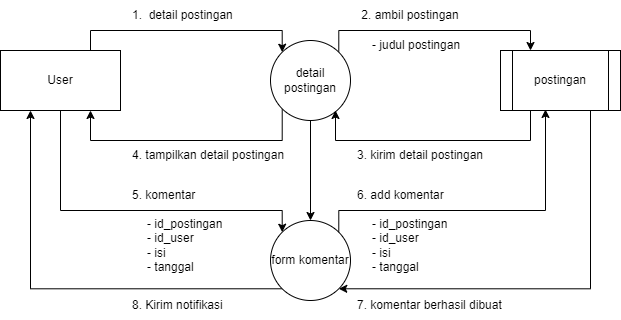 1. detail postingan
2. ambil postingan
- judul postingan
User
detail
postingan
postingan
4. tampilkan detail postingan
3. kirim detail postingan
5. komentar
- id_postingan
- id_user
- isi
- tanggal
6. add komentar
- id_postingan
- id_user
- isi
- tanggal
form komentar
8. Kirim notifikasi
7. komentar berhasil dibuat